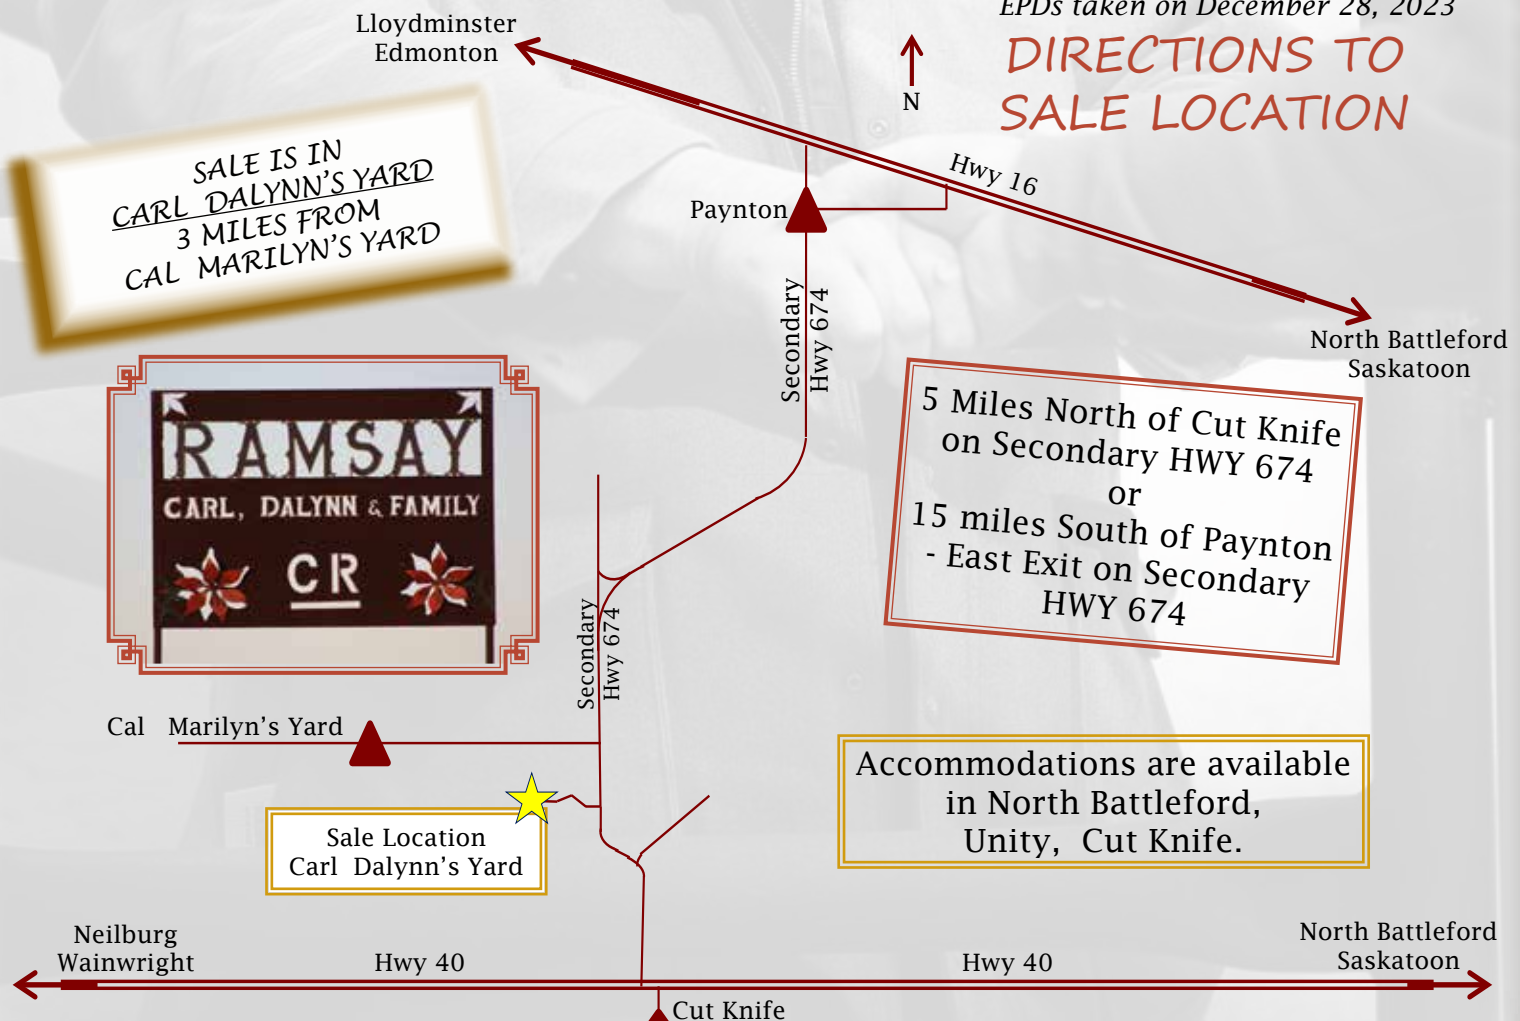 EPDs taken on December 28, 2023
DIRECTIONS TO
SALE LOCATION
Lloydminster
Edmonton
N
Hwy 16
SALE IS IN
CARL DALYNN'S YARD
3 MILES FROM
CAL MARILYN'S YARD
Paynton
Secondary
Hwy 674
North Battleford
Saskatoon
RAMSAY
CARL, DALYNN & FAMILY
CR
5 Miles North of Cut Knife
on Secondary HWY 674
or
15 miles South of Paynton
- East Exit on Secondary
HWY 674
Secondary
Hwy 674
Cal Marilyn's Yard
Sale Location
Carl Dalynn's Yard
Accommodations are available
in North Battleford,
Unity, Cut Knife.
Neilburg
Wainwright
Hwy 40
Hwy 40
North Battleford
Saskatoon
Cut Knife